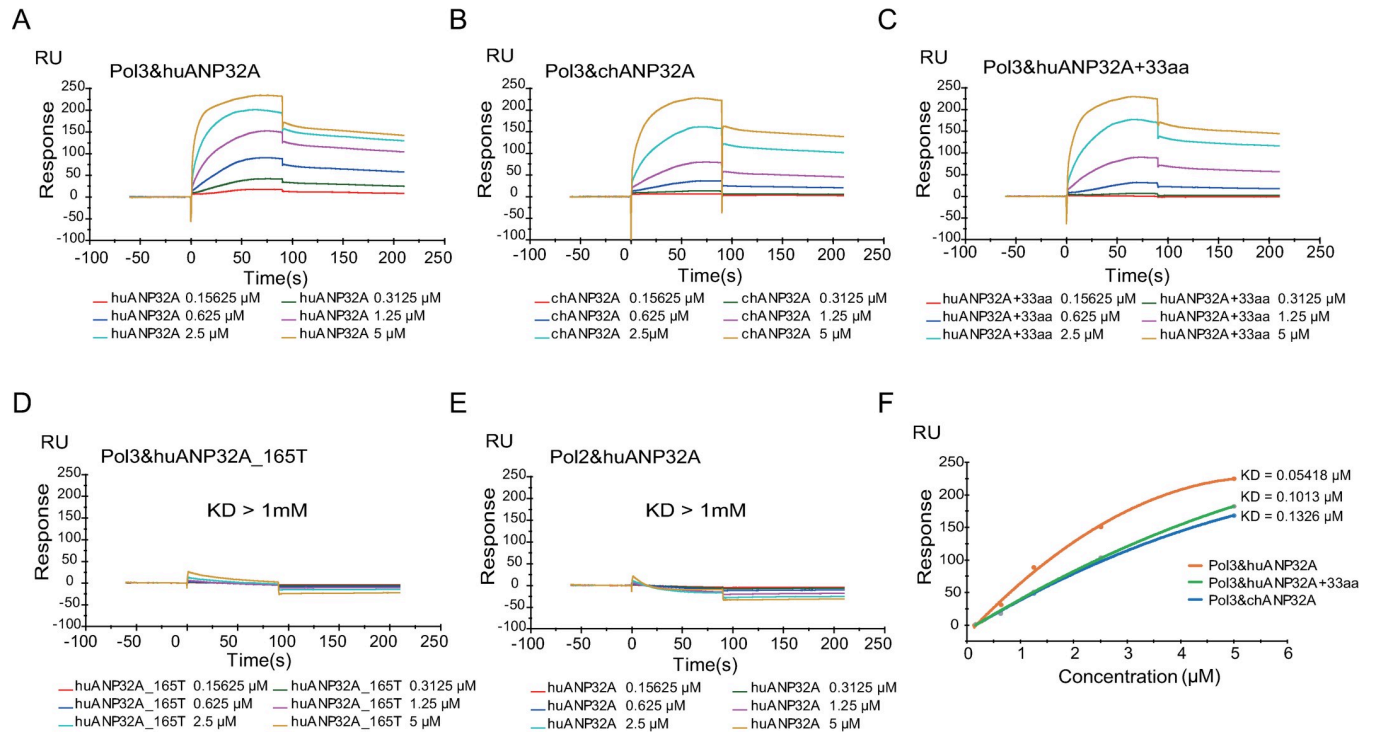 A
RU
Pol3&huANP32A
Response
250
200
150
100
50
0
-50
-100
-100 -50 0 50 100 150 200 250
Time(s)
huANP32A 0.15625 μM huANP32A 0.3125 μM
huANP32A 0.625 μM huANP32A 1.25 μM
huANP32A 2.5 μM huANP32A 5 μM
B
RU
Pol3&chANP32A
Response
250
200
150
100
50
0
-50
-100
-100 -50 0 50 100 150 200 250
Time(s)
chANP32A 0.15625 μM chANP32A 0.3125 μM
chANP32A 0.625 μM chANP32A 1.25 μM
chANP32A 2.5μM chANP32A 5 μM
C
RU
Pol3&huANP32A+33aa
Response
250
200
150
100
50
0
-50
-100
-100 -50 0 50 100 150 200 250
Time(s)
huANP32A+33aa 0.15625 μM huANP32A+33aa 0.3125 μM
huANP32A+33aa 0.625 μM huANP32A+33aa 1.25 μM
huANP32A+33aa 2.5 μM huANP32A+33aa 5 μM
D
RU
Pol3&huANP32A_165T
KD > 1mM
Response
250
200
150
100
50
0
-50
-100
-100 -50 0 50 100 150 200 250
Time(s)
huANP32A_165T 0.15625 μM huANP32A_165T 0.3125 μM
huANP32A_165T 0.625 μM huANP32A_165T 1.25 μM
huANP32A_165T 2.5 μM huANP32A_165T 5 μM
E
RU
Pol2&huANP32A
KD > 1mM
Response
250
200
150
100
50
0
-50
-100
-100 -50 0 50 100 150 200 250
Time(s)
huANP32A 0.15625 μM huANP32A 0.3125 μM
huANP32A 0.625 μM huANP32A 1.25 μM
huANP32A 2.5 μM huANP32A 5 μM
F
RU
Response
250
200
150
100
50
0
KD = 0.05418 μM
KD = 0.1013 μM
KD = 0.1326 μM
Pol3&huANP32A
Pol3&huANP32A+33aa
Pol3&chANP32A
0 1 2 3 4 5 6
Concentration (μM)